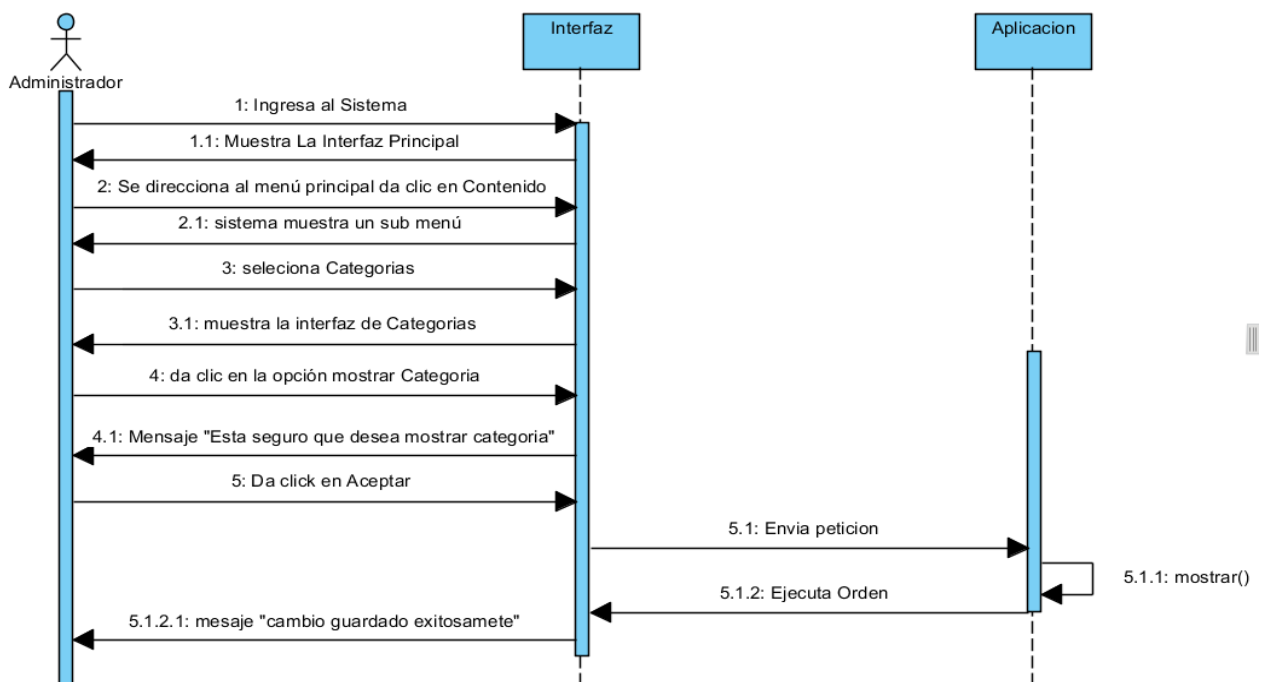 Interfaz
Aplicacion
Administrador
1: Ingresa al Sistema
1.1: Muestra La Interfaz Principal
2: Se direcciona al menú principal da clic en Contenido
2.1: sistema muestra un sub menú
3: seleciona Categorias
3.1: muestra la interfaz de Categorias
4: da clic en la opción mostrar Categoria
4.1: Mensaje "Esta seguro que desea mostrar categoria"
5: Da click en Aceptar
5.1: Envia peticion
5.1.1: mostrar()
5.1.2: Ejecuta Orden
5.1.2.1: mesaje "cambio guardado exitosamete"